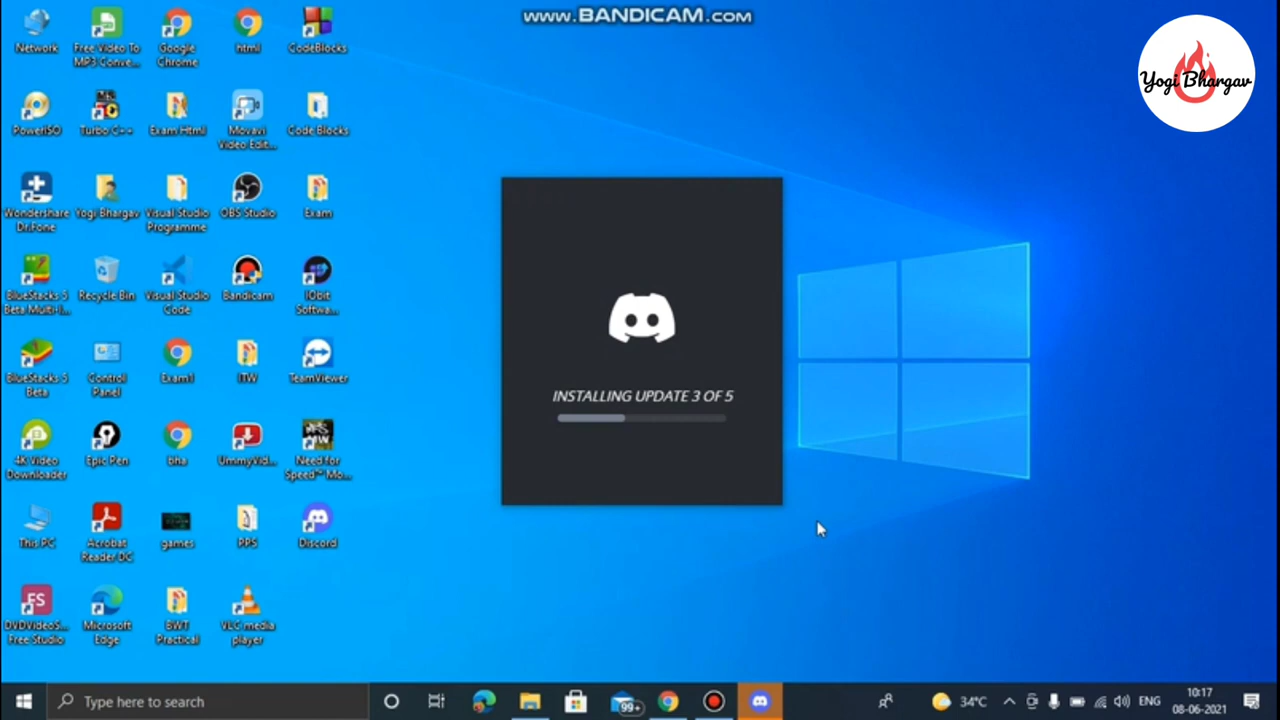 www.BANDICAM.com
Yogi Bhargav
Network
Free Video To
MP3 Conve...
Google
Chrome
html
CodeBlocks
PowerISO
Turbo C++
Exam Html
Movavi
Video Edit...
Code Blocks
Wondershare
Dr.Fone
Yogi Bhargav
Visual Studio
Programme
OBS Studio
Exam
BlueStacks 5
Beta Multi-I...
Recycle Bin
Visual Studio
Code
Bandicam
IObit
Softwa...
BlueStacks 5
Beta
Control
Panel
Exam1
ITW
TeamViewer
INSTALLING UPDATE 3 OF 5
4K Video
Downloader
Epic Pen
bha
UmmyVid...
Need for
Speed™ Mo...
This PC
Acrobat
Reader DC
games
PPS
Discord
FS
DVDVideoS...
Free Studio
Microsoft
Edge
BWT
Practical
VLC media
player
Type here to search
99+
34°C
ENG
10:17
08-06-2021